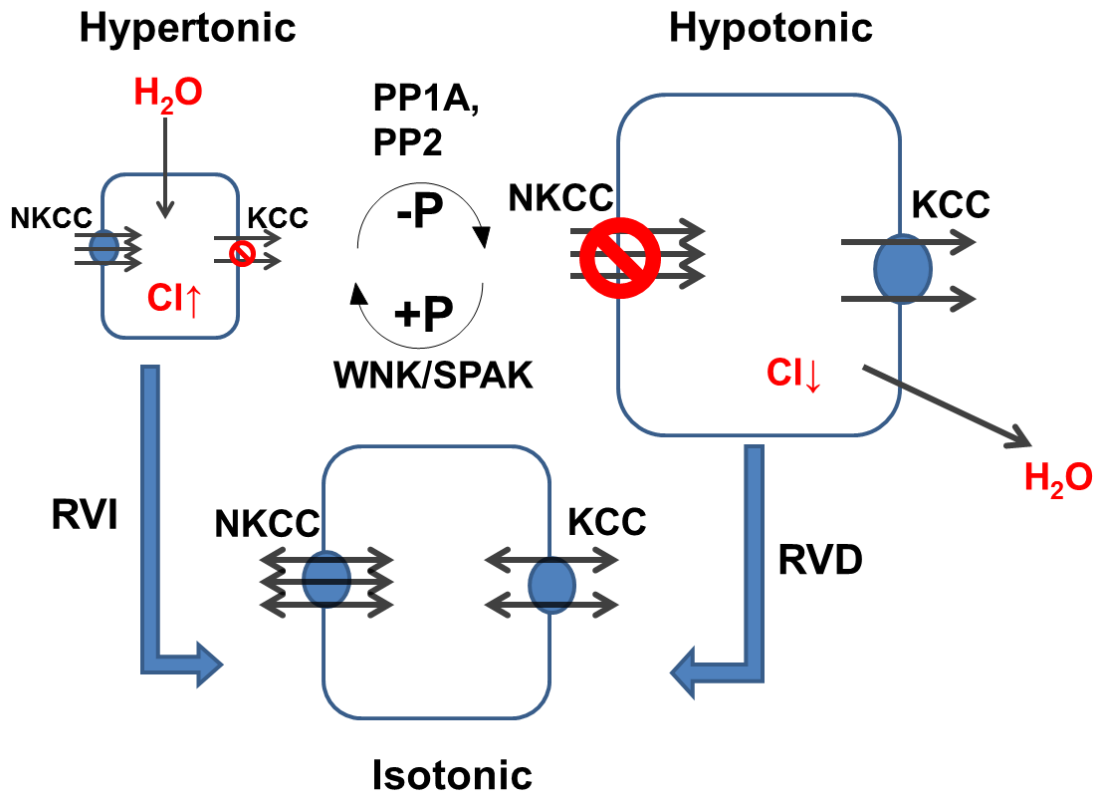 Hypertonic
Hypotonic
H₂O
PP1A,
PP2
NKCC
KCC
-P
NKCC
KCC
Cl↑
+P
WNK/SPAK
Cl↓
H₂O
RVI
NKCC
KCC
RVD
Isotonic